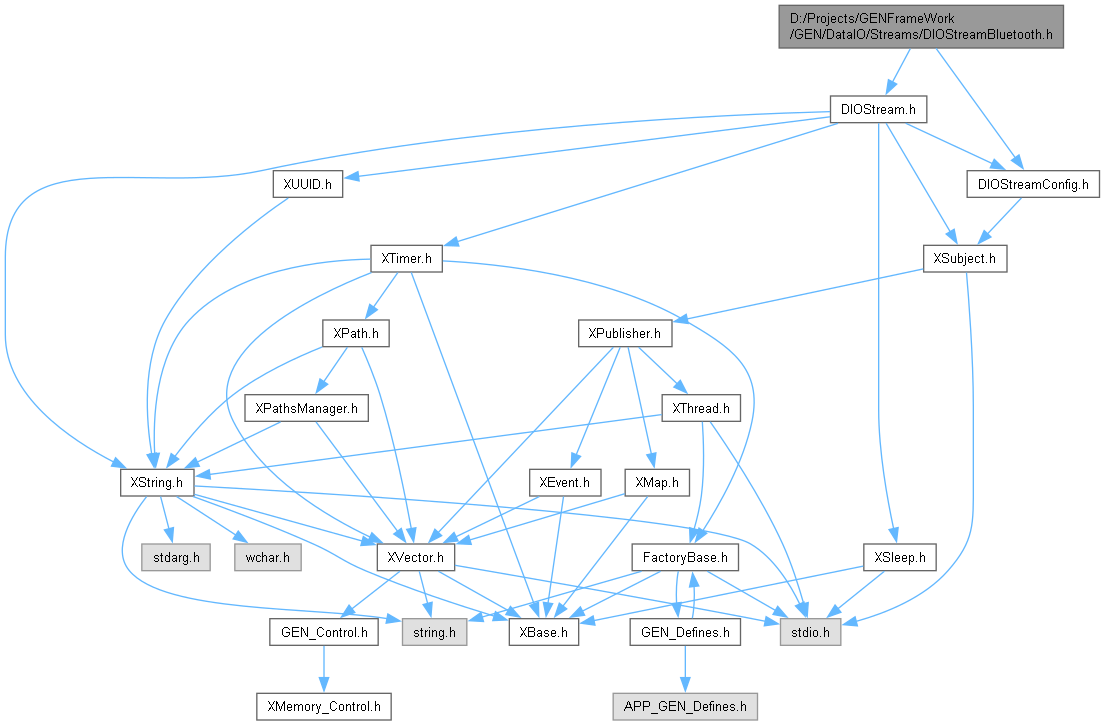 D:/Projects/GENFrameWork
/GEN/DataIO/Streams/DIOStreamBluetooth.h
DIOStream.h
XUUID.h
DIOStreamConfig.h
XTimer.h
XSubject.h
XPath.h
XPublisher.h
XPathsManager.h
XThread.h
XString.h
XEvent.h
XMap.h
stdarg.h
wchar.h
XVector.h
FactoryBase.h
XSleep.h
GEN_Control.h
string.h
XBase.h
GEN_Defines.h
stdio.h
XMemory_Control.h
APP_GEN_Defines.h